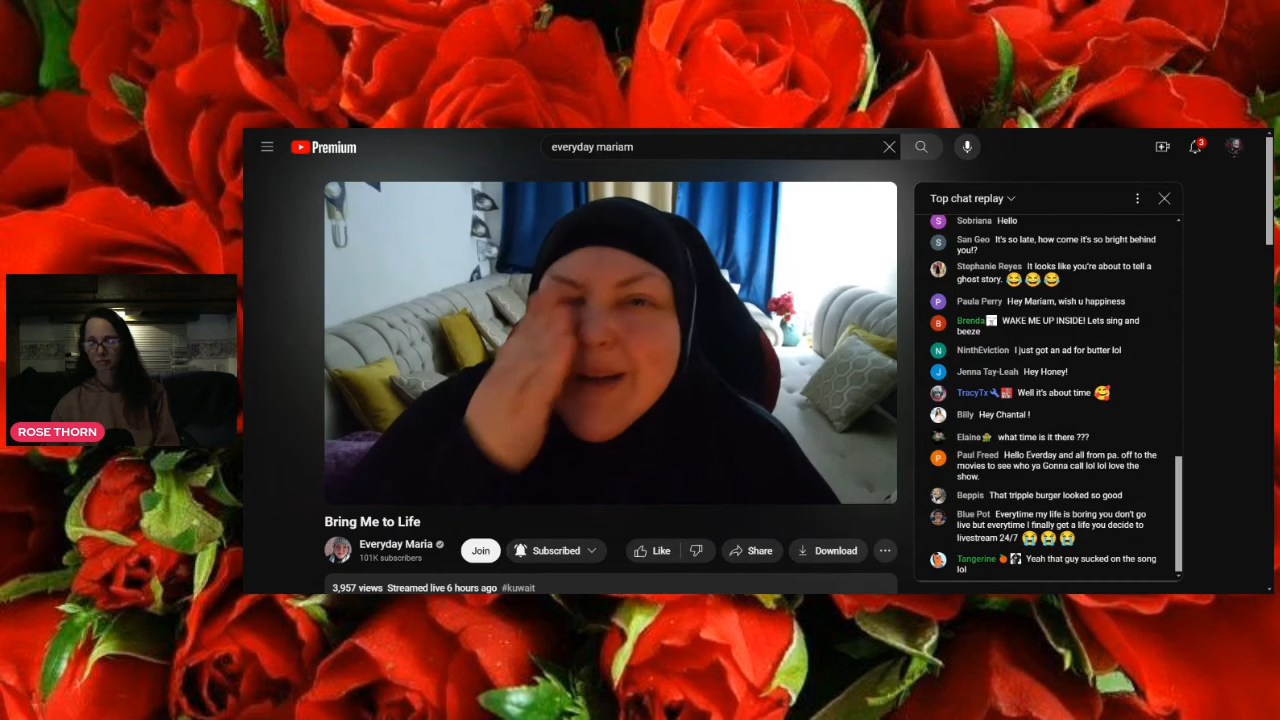 Premium
everyday mariam
3
Top chat replay
Sobriana Hello
San Geo It's so late, how come it's so bright behind
you!?
Stephanie Reyes It looks like you're about to tell a
ghost story. 😂😂😂
Paula Perry Hey Mariam, wish u happiness
Brenda WAKE ME UP INSIDE! Lets sing and
beeze
NinthEviction I just got an ad for butter lol
Jenna Tay-Leah Hey Honey!
TracyTx Well it's about time 🥰
Billy Hey Chantal !
Elaine what time is it there ???
Paul Freed Hello Everday and all from pa. off to the
movies to see who ya Gonna call lol lol love the
show.
Beppis That tripple burger looked so good
Blue Pot Everytime my life is boring you don't go
live but everytime I finally get a life you decide to
livestream 24/7 😭😭😭
Tangerine Yeah that guy sucked on the song
lol
ROSE THORN
Bring Me to Life
Everyday Maria
101K subscribers
Join
Subscribed
Like
Share
Download
3,957 views Streamed live 6 hours ago #kuwait